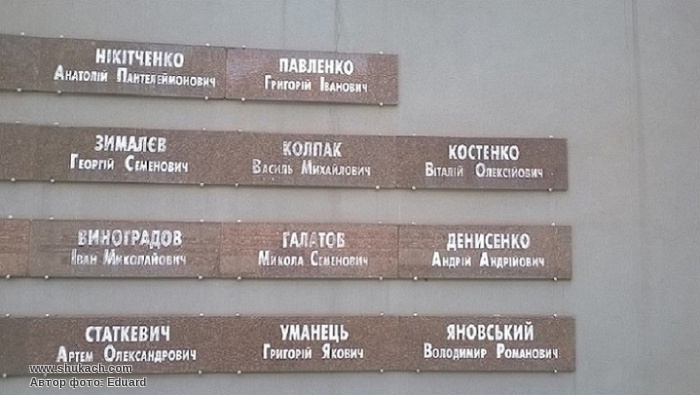 НІКІТЧЕНКО
Анатолій Пантелеймонович
ПАВЛЕНКО
Григорій Іванович
ЗИМАЛЄВ
Георгій Семенович
КОЛПАК
Василь Михайлович
КОСТЕНКО
Віталій Олексійович
ВИНОГРАДОВ
Іван Миколайович
ГАЛАТОВ
Микола Семенович
ДЕНИСЕНКО
Андрій Андрійович
СТАТКЕВИЧ
Артем Олександрович
УМАНЕЦЬ
Григорій Якович
ЯНОВСЬКИЙ
Володимир Романович
www.shukach.com
Автор фото: Eduard